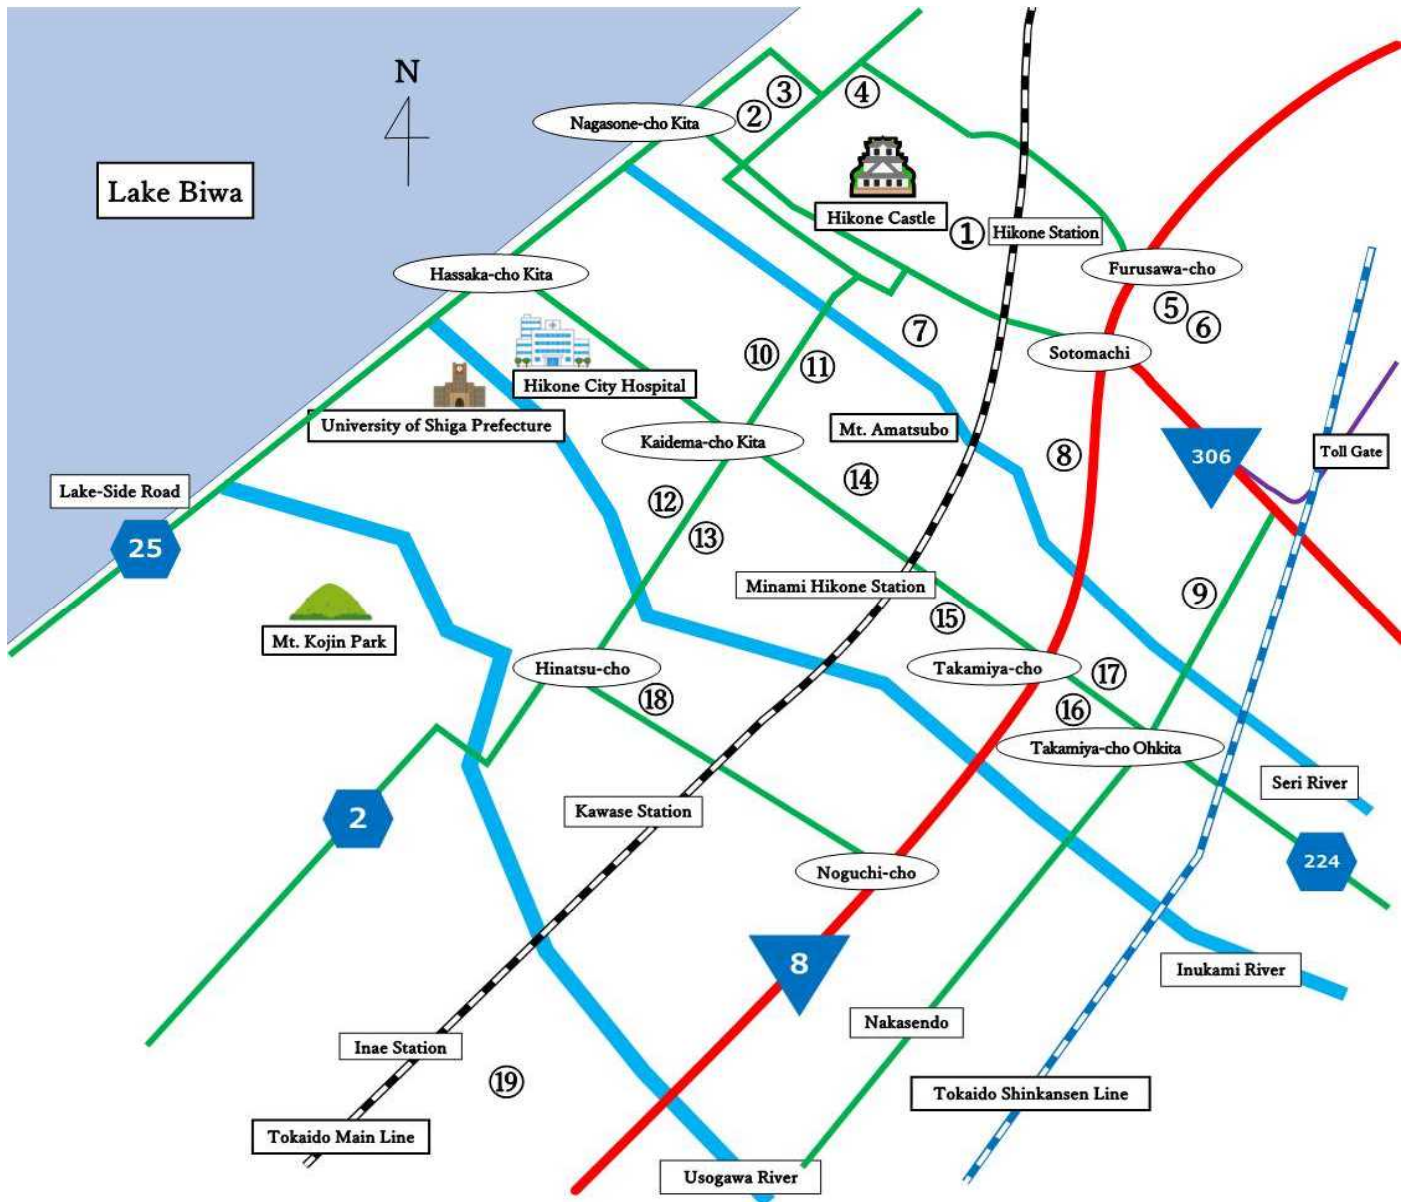 N
③
④
②
Nagasone-cho Kita
Lake Biwa
Hikone Castle
①
Hikone Station
Hassaka-cho Kita
Furusawa-cho
⑤
⑥
⑦
Sotomachi
⑩
⑪
Hikone City Hospital
University of Shiga Prefecture
Mt. Amatsubo
Kaidema-cho Kita
⑧
306
Toll Gate
⑭
Lake-Side Road
⑫
25
⑬
Minami Hikone Station
⑨
⑮
Mt. Kojin Park
Hinatsu-cho
Takamiya-cho
⑰
⑱
⑯
Takamiya-cho Ohkita
Seri River
Kawase Station
2
224
Noguchi-cho
8
Inukami River
Nakasendo
Inae Station
⑲
Tokaido Shinkansen Line
Tokaido Main Line
Usogawa River